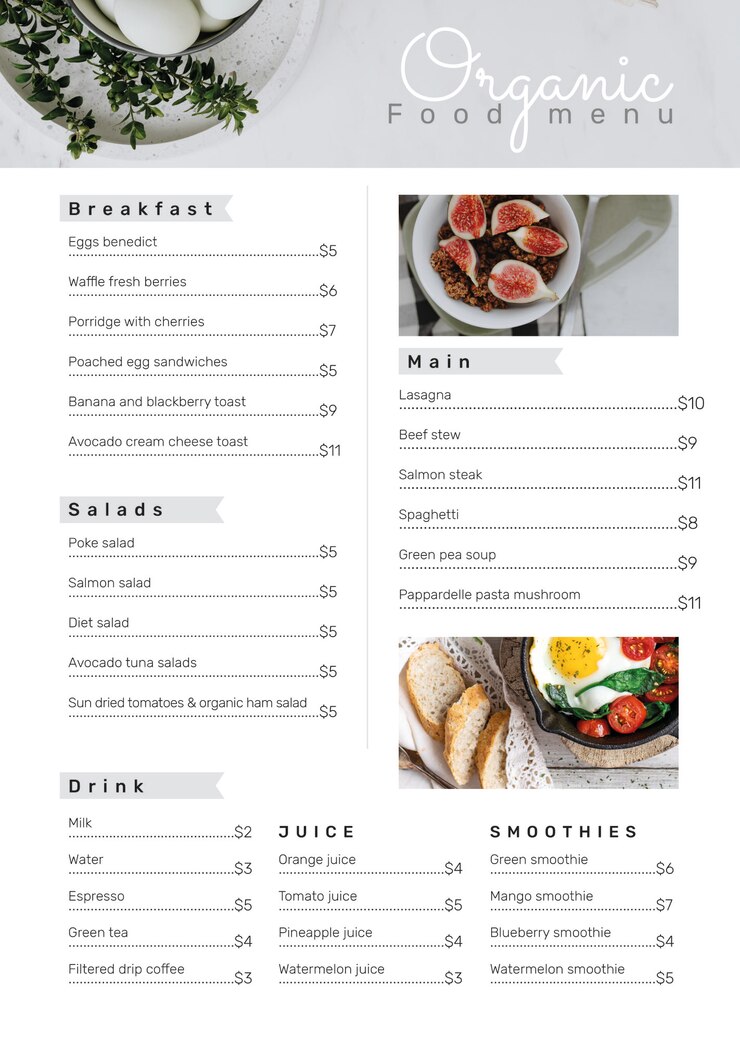 Organic
Food menu
Breakfast
Eggs benedict $5
Waffle fresh berries $6
Porridge with cherries $7
Poached egg sandwiches $5
Banana and blackberry toast $9
Avocado cream cheese toast $11
Salads
Poke salad $5
Salmon salad $5
Diet salad $5
Avocado tuna salads $5
Sun dried tomatoes & organic ham salad $5
Main
Lasagna $10
Beef stew $9
Salmon steak $11
Spaghetti $8
Green pea soup $9
Pappardelle pasta mushroom $11
Drink
Milk $2
Water $3
Espresso $5
Green tea $4
Filtered drip coffee $3
JUICE
Orange juice $4
Tomato juice $5
Pineapple juice $4
Watermelon juice $3
SMOOTHIES
Green smoothie $6
Mango smoothie $7
Blueberry smoothie $4
Watermelon smoothie $5